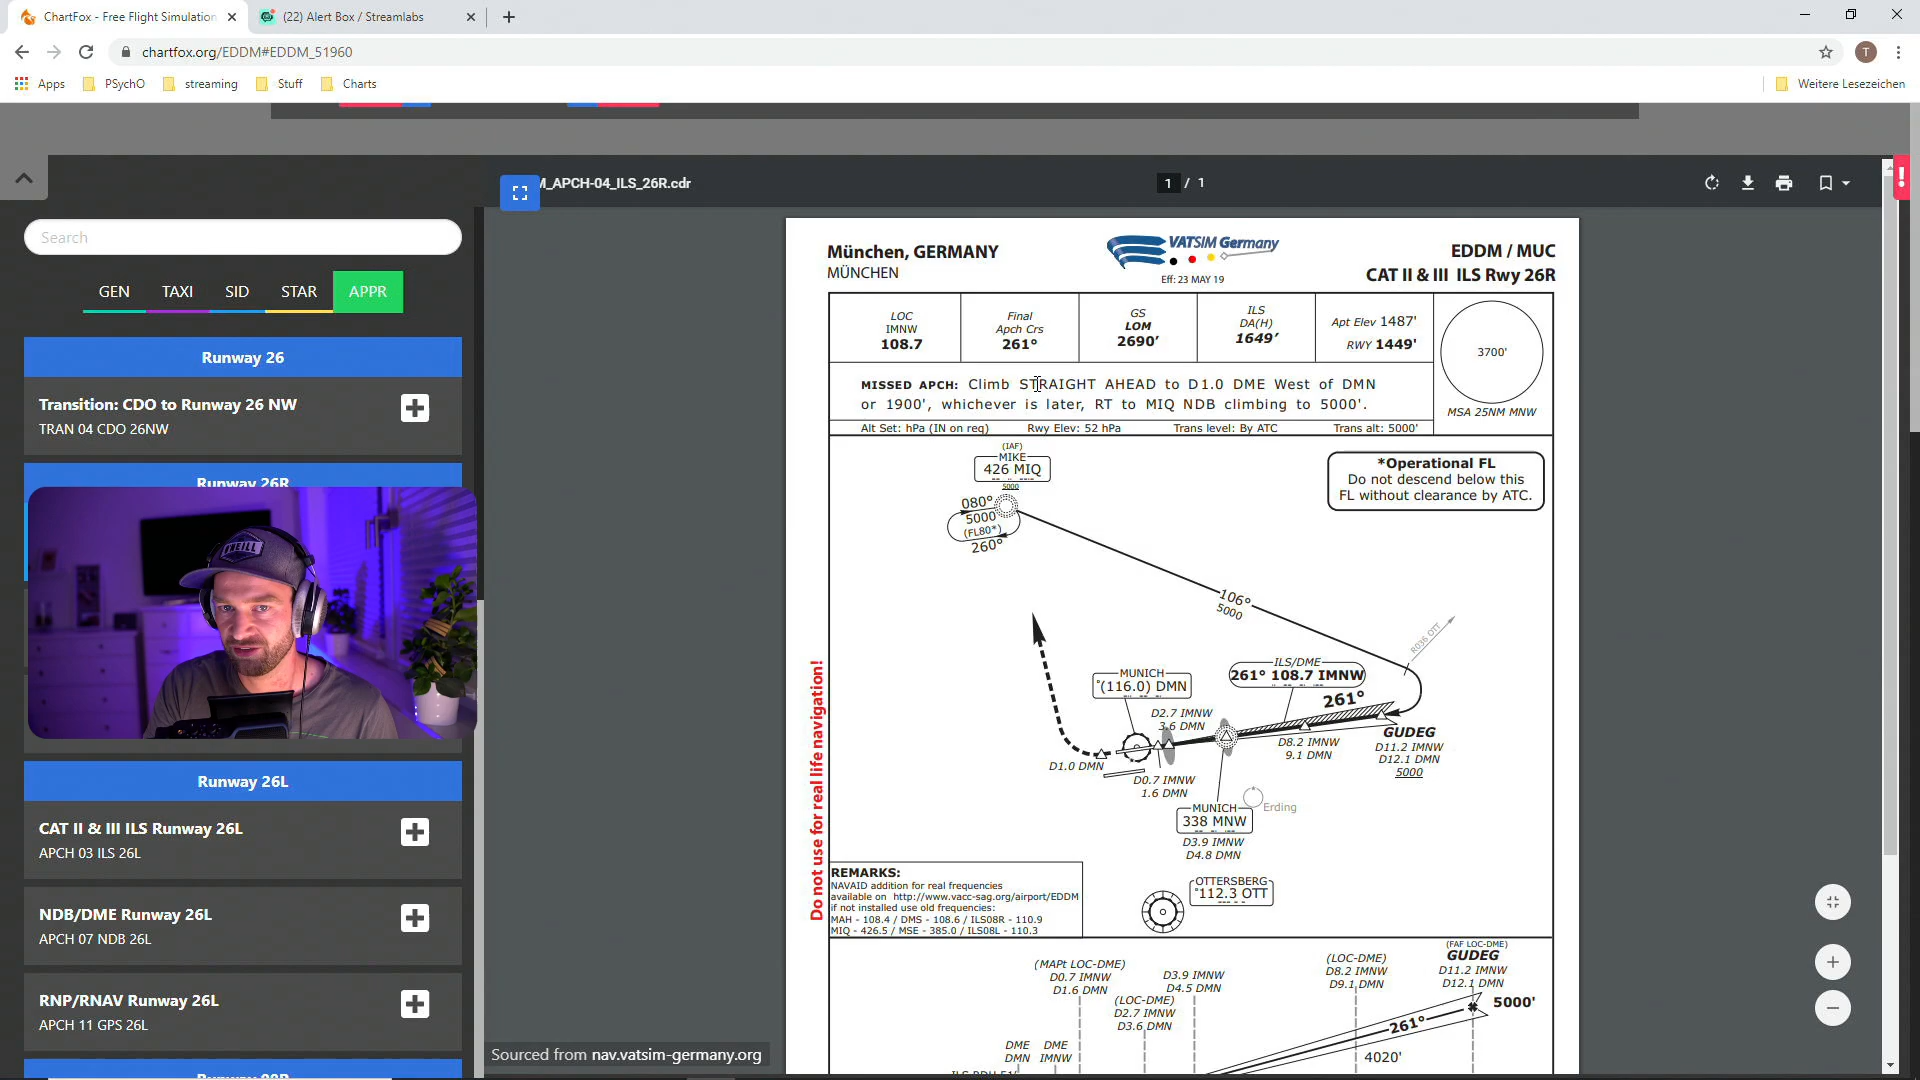 ChartFox - Free Flight Simulation
(22) Alert Box / Streamlabs
chartfox.org/EDDM#EDDM_51960
T
Apps
PSychO
streaming
Stuff
Charts
Weitere Lesezeichen
M_APCH-04_ILS_26R.cdr
1 / 1
!
Search
GEN
TAXI
SID
STAR
APPR
Runway 26
Transition: CDO to Runway 26 NW
TRAN 04 CDO 26NW
Runway 26R
Runway 26L
CAT II & III ILS Runway 26L
APCH 03 ILS 26L
NDB/DME Runway 26L
APCH 07 NDB 26L
RNP/RNAV Runway 26L
APCH 11 GPS 26L
O'NEILL
München, GERMANY
MÜNCHEN
VATSIM Germany
Eff: 23 MAY 19
EDDM / MUC
CAT II & III ILS Rwy 26R
LOC
IMNW
108.7
Final
Apch Crs
261°
GS
LOM
2690'
ILS
DA(H)
1649'
Apt Elev 1487'
RWY 1449'
3700'
MSA 25NM MNW
MISSED APCH: Climb STRAIGHT AHEAD to D1.0 DME West of DMN
or 1900', whichever is later, RT to MIQ NDB climbing to 5000'.
Alt Set: hPa (IN on req)
Rwy Elev: 52 hPa
Trans level: By ATC
Trans alt: 5000'
(IAF)
MIKE
426 MIQ
5000
080°
5000
(FL80*)
260°
*Operational FL
Do not descend below this
FL without clearance by ATC.
106°
5000
R036 OTT
MUNICH
(116.0) DMN
ILS/DME
261° 108.7 IMNW
261°
D2.7 IMNW
3.6 DMN
GUDEG
D11.2 IMNW
D12.1 DMN
5000
D8.2 IMNW
9.1 DMN
D1.0 DMN
D0.7 IMNW
1.6 DMN
Erding
MUNICH
338 MNW
D3.9 IMNW
D4.8 DMN
OTTERSBERG
112.3 OTT
Do not use for real life navigation!
REMARKS:
NAVAID addition for real frequencies
available on http://www.vacc-sag.org/airport/EDDM
if not installed use old frequencies:
MAH - 108.4 / DMS - 108.6 / ILS08R - 110.9
MIQ - 426.5 / MSE - 385.0 / ILS08L - 110.3
(MAPt LOC-DME)
D0.7 IMNW
D1.6 DMN
D3.9 IMNW
D4.5 DMN
(LOC-DME)
D2.7 IMNW
D3.6 DMN
(LOC-DME)
D8.2 IMNW
D9.1 DMN
(FAF LOC-DME)
GUDEG
D11.2 IMNW
D12.1 DMN
5000'
261°
4020'
DME DME
DMN IMNW
Sourced from nav.vatsim-germany.org